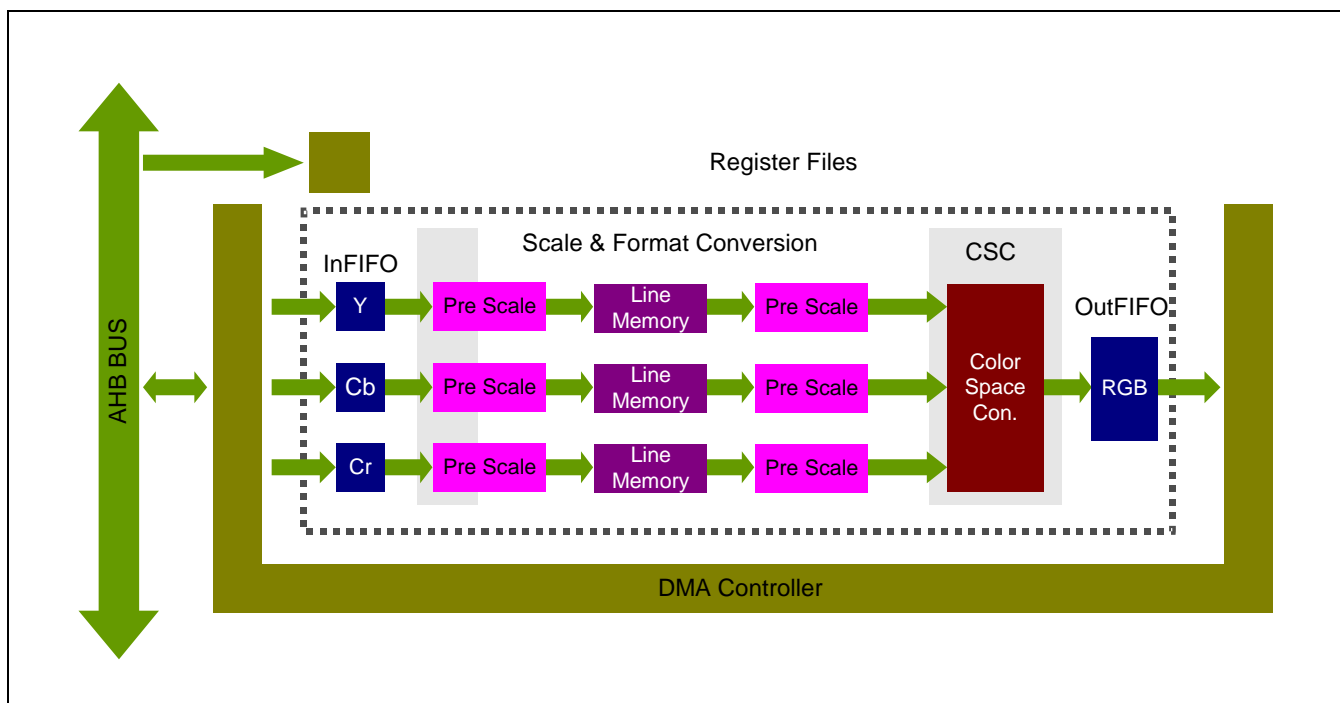 Register Files
Scale & Format Conversion
CSC
InFIFO
OutFIFO
AHB BUS
Y
Pre Scale
Line
Memory
Pre Scale
Cb
Pre Scale
Line
Memory
Pre Scale
Cr
Pre Scale
Line
Memory
Pre Scale
Color
Space
Con.
RGB
DMA Controller